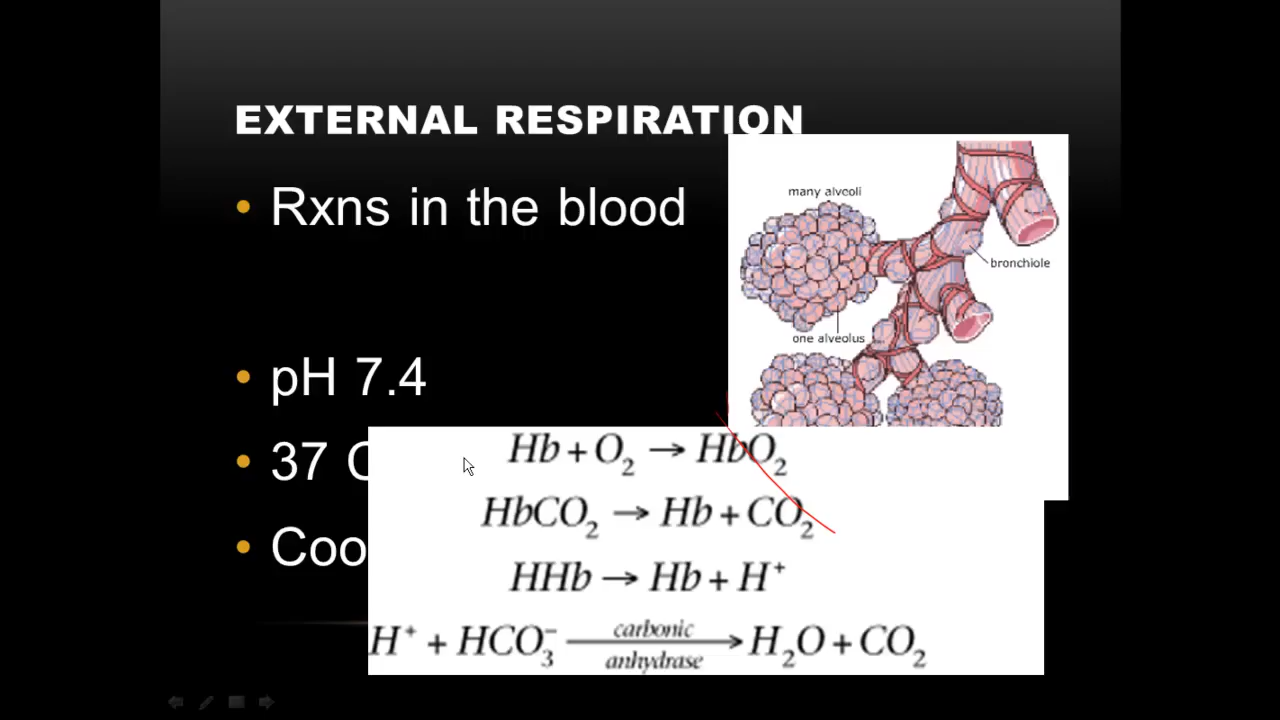 EXTERNAL RESPIRATION
• Rxns in the blood
• pH 7.4
• 37 C
• Coo
many alveoli
bronchiole
one alveolus
Hb + O₂ → HbO₂
HbCO₂ → Hb + CO₂
HHb → Hb + H⁺
H⁺ + HCO₃⁻ carbonic anhydrase → H₂O + CO₂